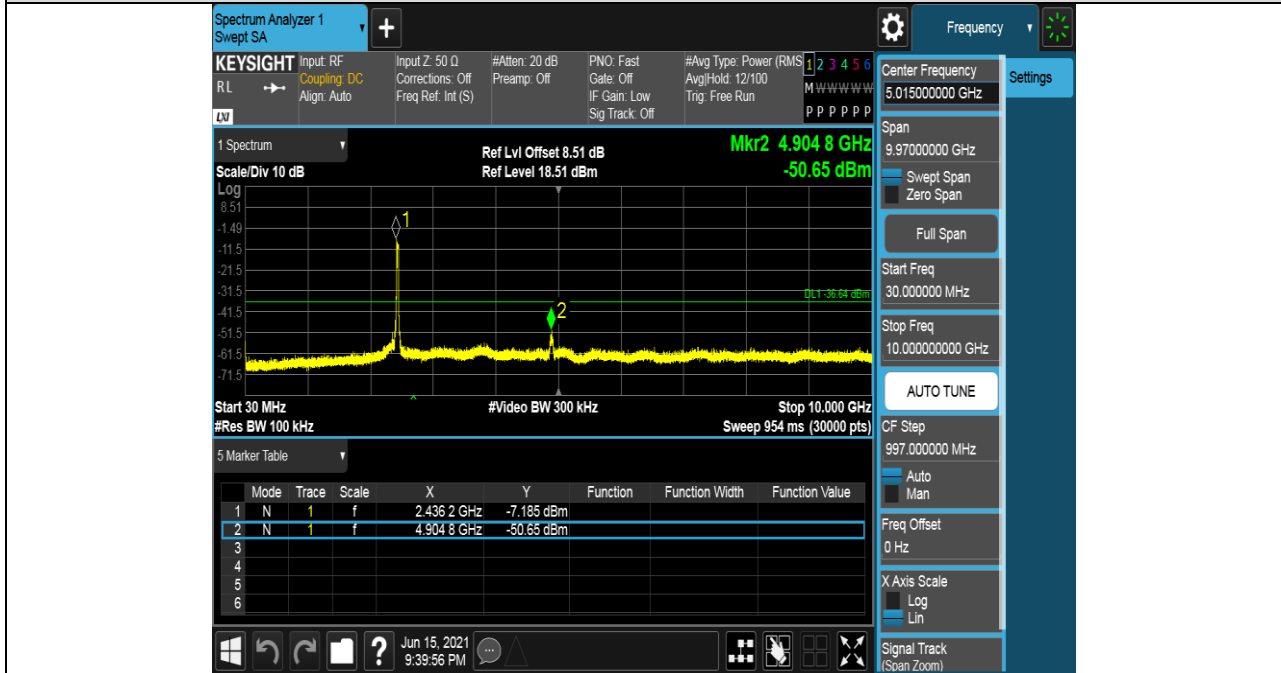 Spectrum Analyzer 1
Swept SA
+
Frequency
KEYSIGHT
RL
LXI
Input: RF
Coupling: DC
Align: Auto
Input Z: 50 Ω
Corrections: Off
Freq Ref: Int (S)
#Atten: 20 dB
Preamp: Off
PNO: Fast
Gate: Off
IF Gain: Low
Sig Track: Off
#Avg Type: Power (RMS
Avg|Hold: 12/100
Trig: Free Run
1 2 3 4 5 6
M W W W W W
P P P P P P
1 Spectrum
Scale/Div 10 dB
Ref Lvl Offset 8.51 dB
Ref Level 18.51 dBm
Mkr2 4.904 8 GHz
-50.65 dBm
Log
8.51
-1.49
-11.5
-21.5
-31.5
-41.5
-51.5
-61.5
-71.5
1
2
DL1 -36.64 dBm
Start 30 MHz
#Video BW 300 kHz
Stop 10.000 GHz
#Res BW 100 kHz
Sweep 954 ms (30000 pts)
5 Marker Table
Mode Trace Scale X Y Function Function Width Function Value
1 N 1 f 2.436 2 GHz -7.185 dBm
2 N 1 f 4.904 8 GHz -50.65 dBm
3
4
5
6
?
Jun 15, 2021
9:39:56 PM
Center Frequency
5.015000000 GHz
Settings
Span
9.97000000 GHz
Swept Span
Zero Span
Full Span
Start Freq
30.000000 MHz
Stop Freq
10.000000000 GHz
AUTO TUNE
CF Step
997.000000 MHz
Auto
Man
Freq Offset
0 Hz
X Axis Scale
Log
Lin
Signal Track
(Span Zoom)